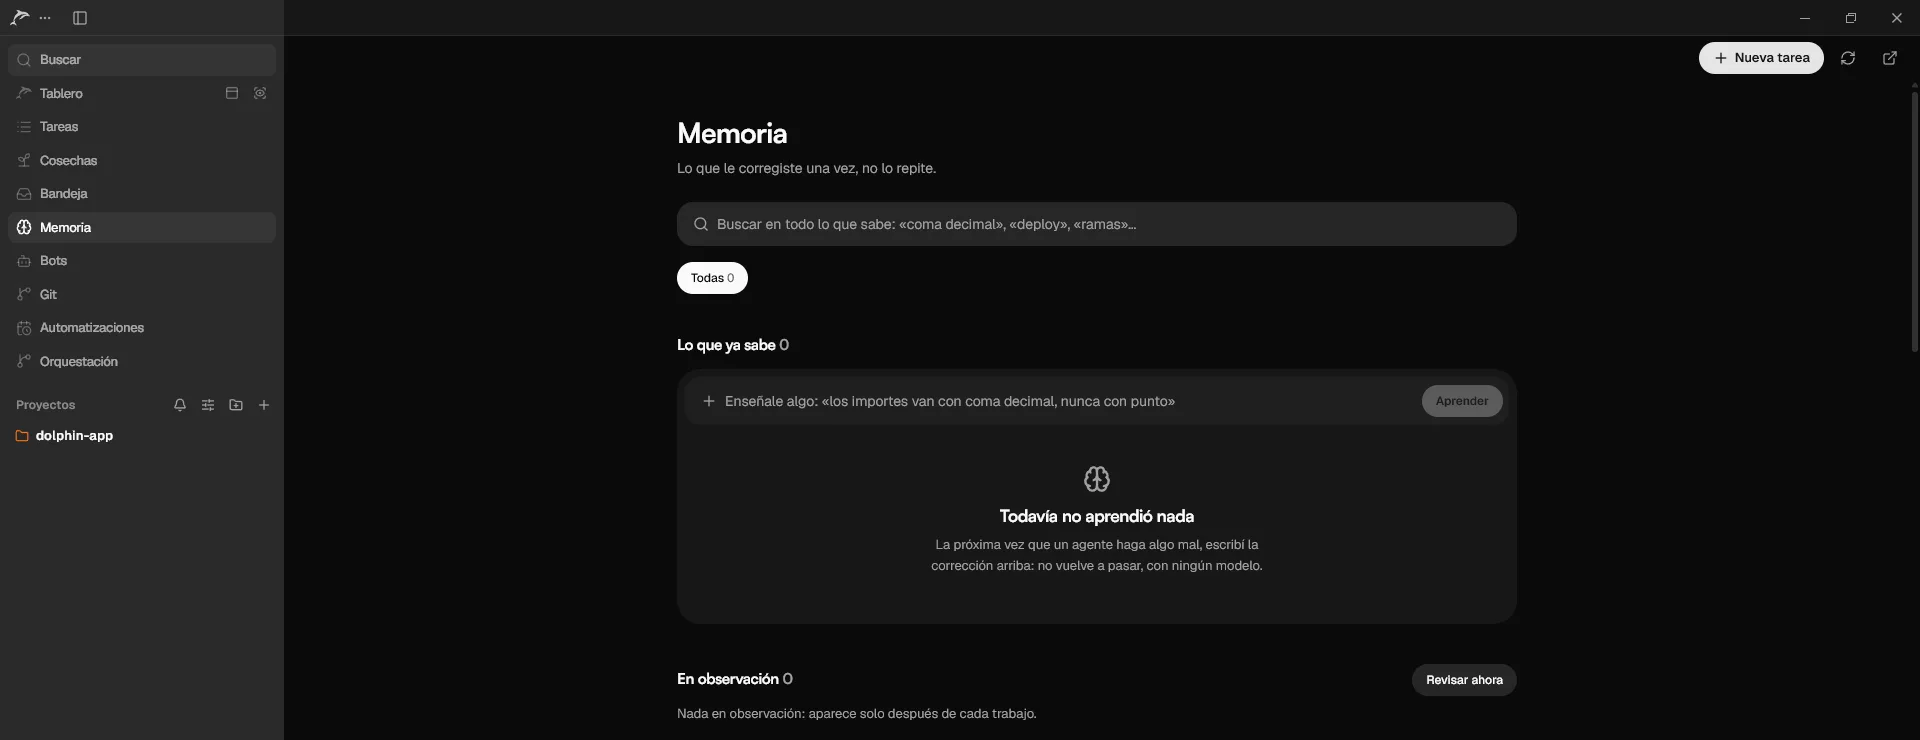 Buscar
Tablero
Tareas
Cosechas
Bandeja
Memoria
Bots
Git
Automatizaciones
Orquestación
Proyectos
dolphin-app
Nueva tarea
Memoria
Lo que le corregiste una vez, no lo repite.
Buscar en todo lo que sabe: «coma decimal», «deploy», «ramas»…
Todas 0
Lo que ya sabe 0
Enseñale algo: «los importes van con coma decimal, nunca con punto»
Aprender
Todavía no aprendió nada
La próxima vez que un agente haga algo mal, escribí la
corrección arriba: no vuelve a pasar, con ningún modelo.
En observación 0
Revisar ahora
Nada en observación: aparece solo después de cada trabajo.